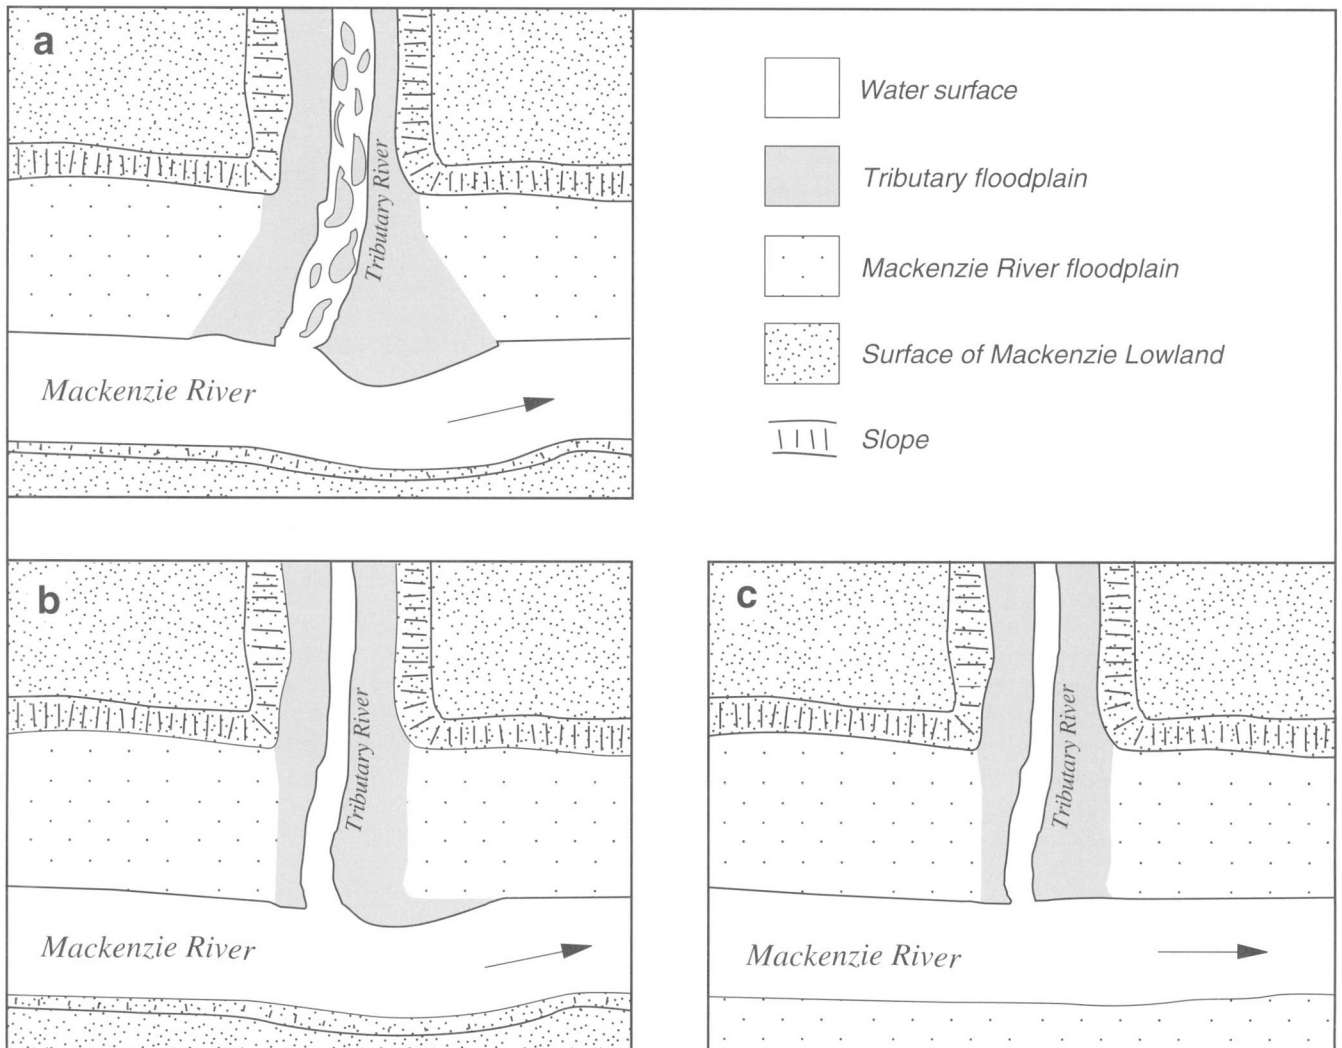 a
Tributary River
Mackenzie River
Water surface
Tributary floodplain
Mackenzie River floodplain
Surface of Mackenzie Lowland
Slope
b
Tributary River
Mackenzie River
c
Tributary River
Mackenzie River